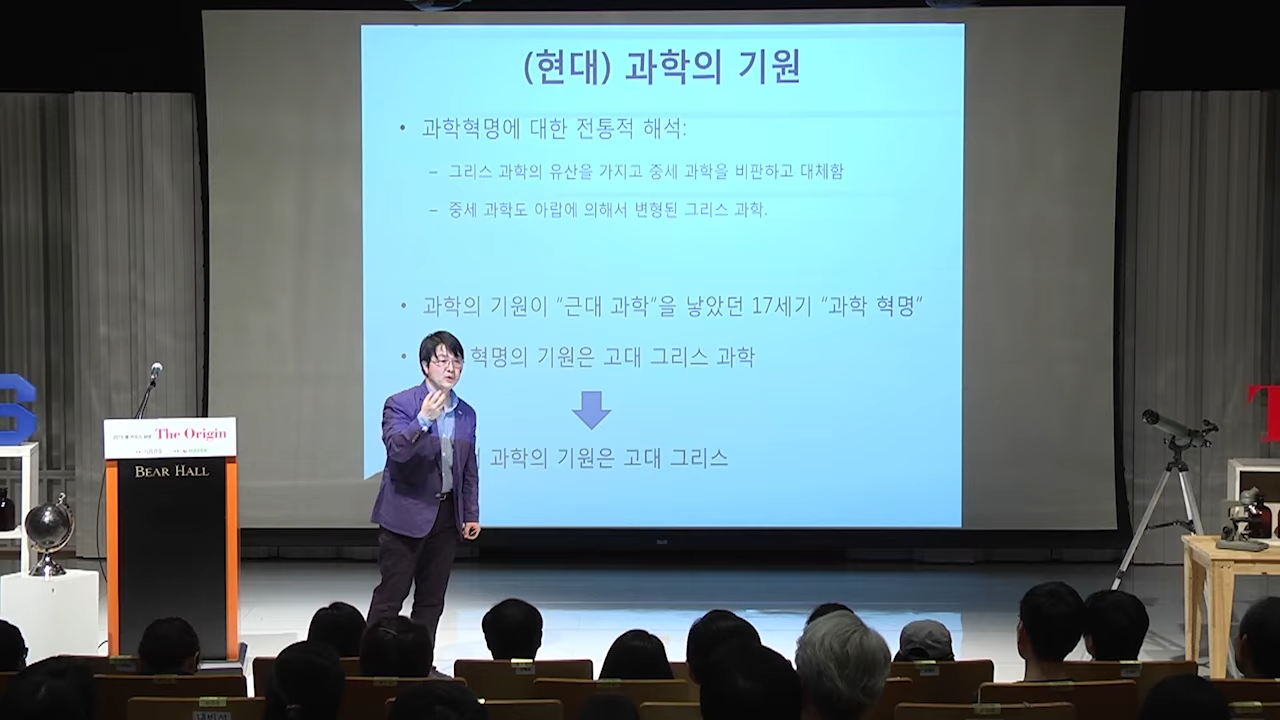 (현대) 과학의 기원
• 과학혁명에 대한 전통적 해석:
– 그리스 과학의 유산을 가지고 중세 과학을 비판하고 대체함
– 중세 과학도 아랍에 의해서 변형된 그리스 과학.
• 과학의 기원이 “근대 과학”을 낳았던 17세기 “과학 혁명”
• 혁명의 기원은 고대 그리스 과학
과학의 기원은 고대 그리스
The Origin
BEAR HALL
S
T